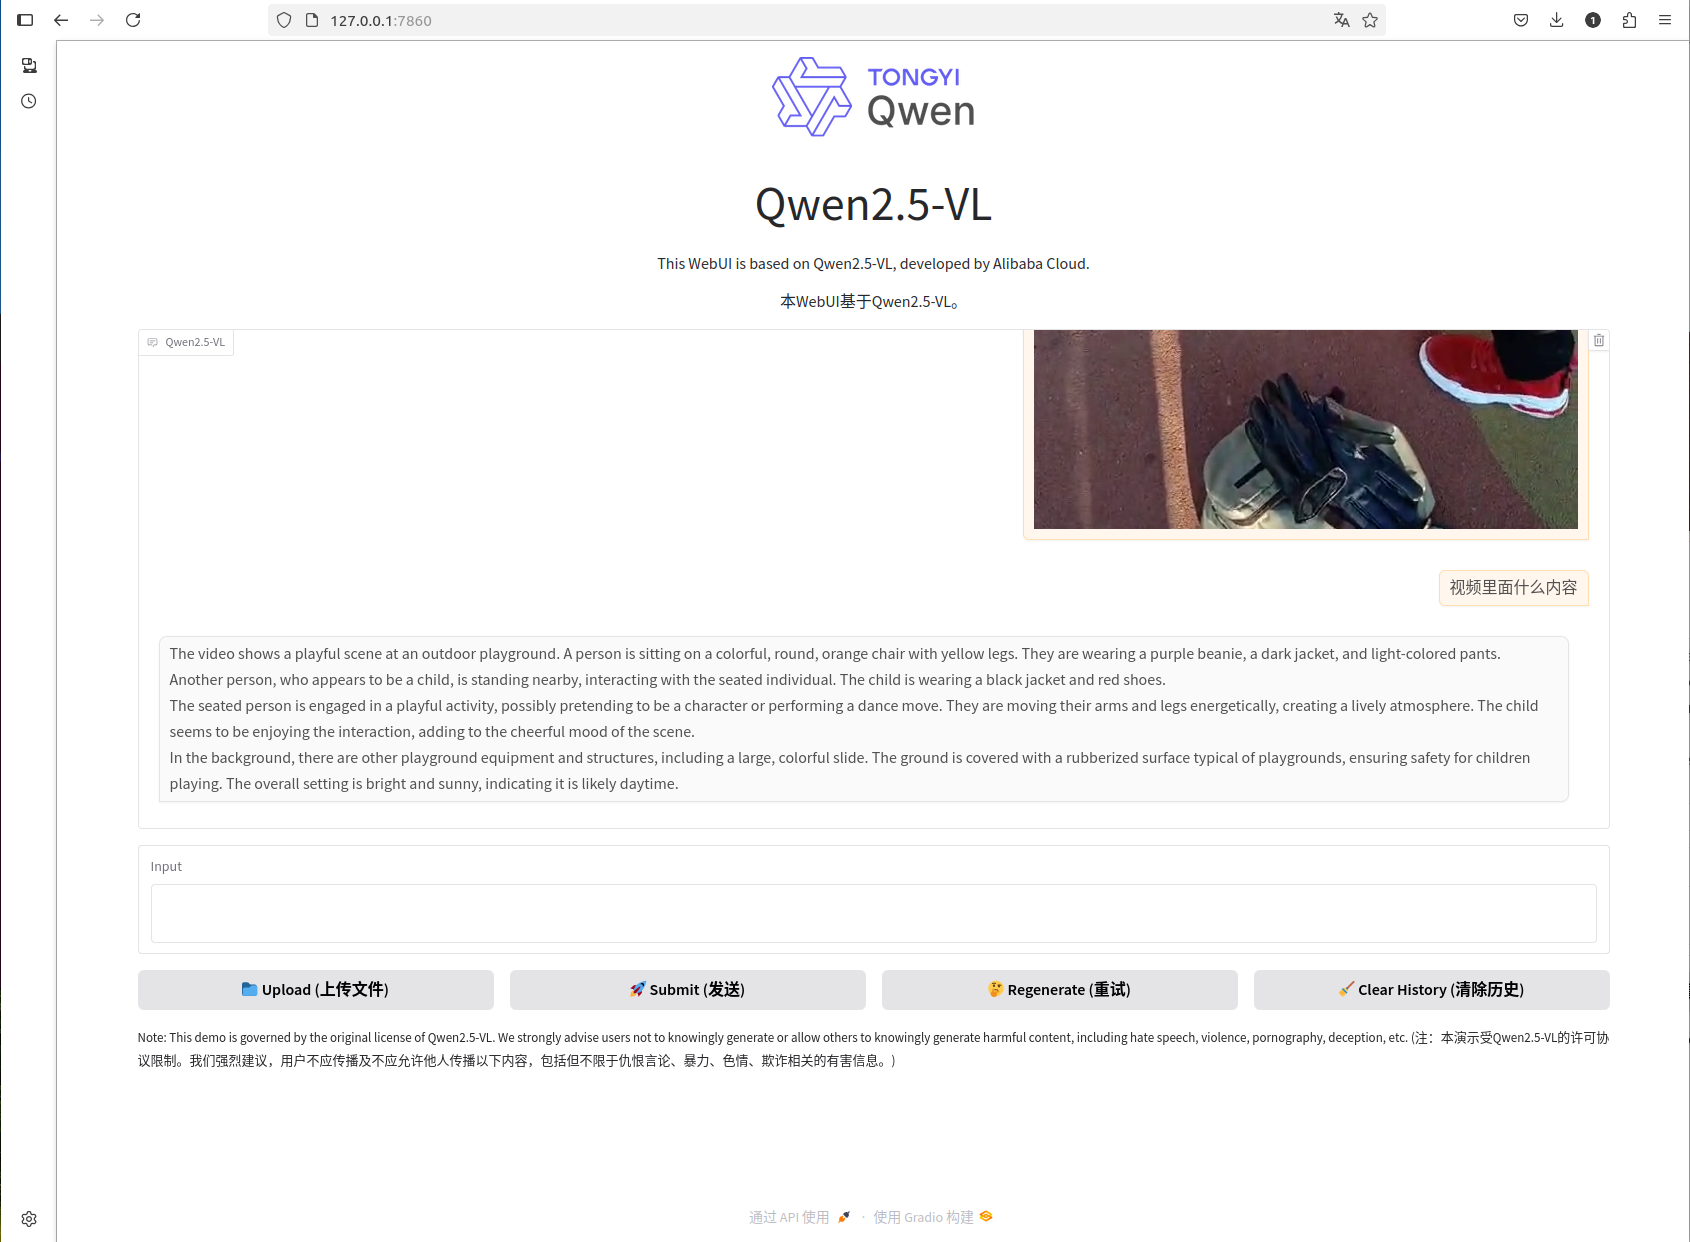 127.0.0.1:7860
1
TONGYI
Qwen
Qwen2.5-VL
This WebUI is based on Qwen2.5-VL, developed by Alibaba Cloud.
本WebUI基于Qwen2.5-VL。
Qwen2.5-VL
视频里面什么内容
The video shows a playful scene at an outdoor playground. A person is sitting on a colorful, round, orange chair with yellow legs. They are wearing a purple beanie, a dark jacket, and light-colored pants.
Another person, who appears to be a child, is standing nearby, interacting with the seated individual. The child is wearing a black jacket and red shoes.
The seated person is engaged in a playful activity, possibly pretending to be a character or performing a dance move. They are moving their arms and legs energetically, creating a lively atmosphere. The child
seems to be enjoying the interaction, adding to the cheerful mood of the scene.
In the background, there are other playground equipment and structures, including a large, colorful slide. The ground is covered with a rubberized surface typical of playgrounds, ensuring safety for children
playing. The overall setting is bright and sunny, indicating it is likely daytime.
Input
Upload (上传文件)
Submit (发送)
Regenerate (重试)
Clear History (清除历史)
Note: This demo is governed by the original license of Qwen2.5-VL. We strongly advise users not to knowingly generate or allow others to knowingly generate harmful content, including hate speech, violence, pornography, deception, etc. (注：本演示受Qwen2.5-VL的许可协
议限制。我们强烈建议，用户不应传播及不应允许他人传播以下内容，包括但不限于仇恨言论、暴力、色情、欺诈相关的有害信息。)
通过 API 使用 · 使用 Gradio 构建